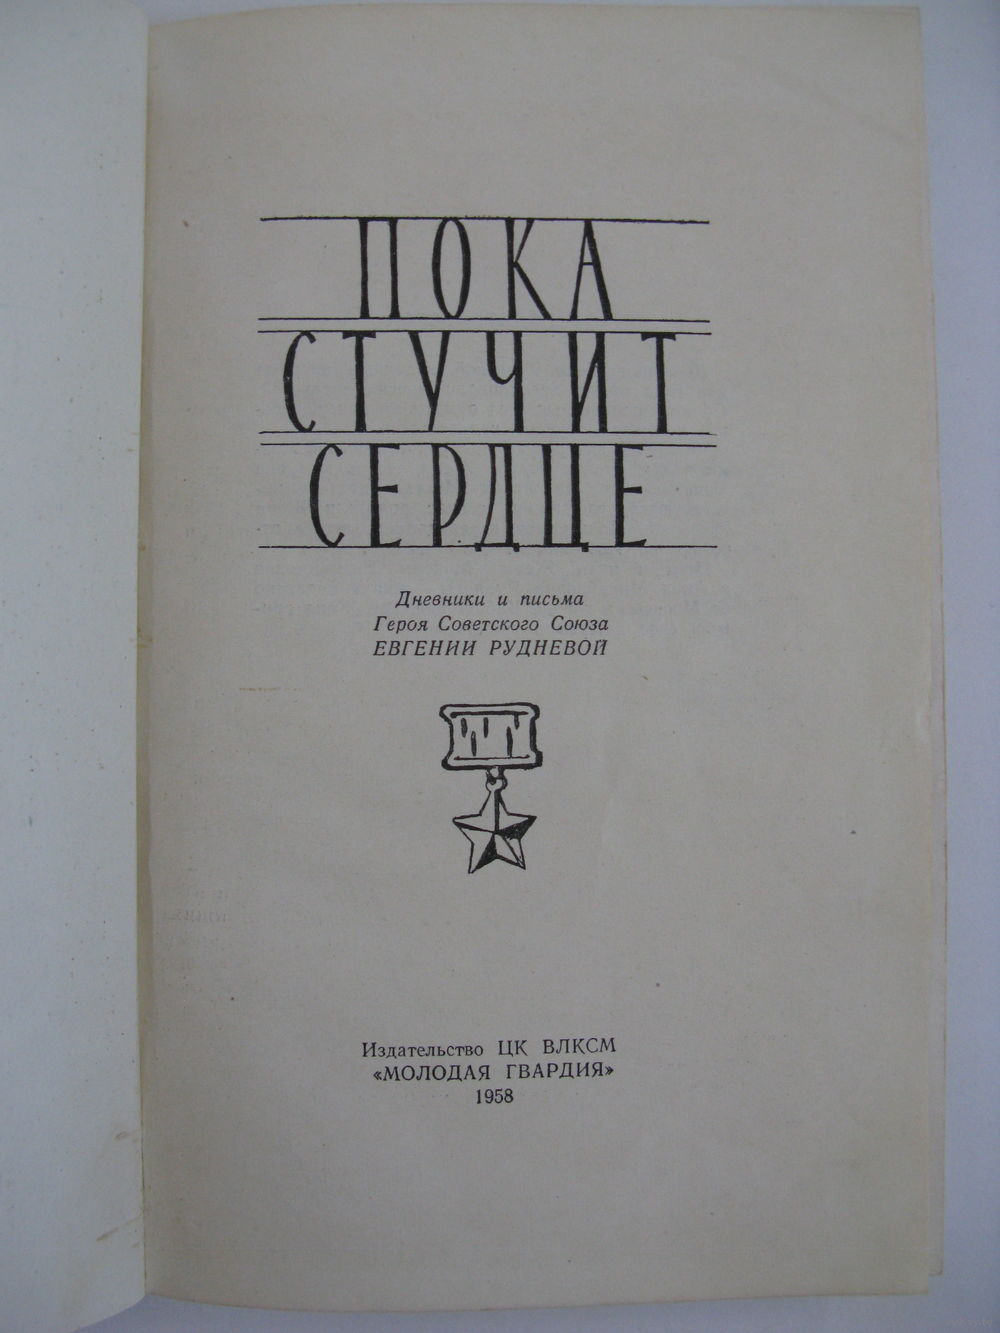 ПОКА
СТУЧИТ
СЕРДЦЕ
Дневники и письма
Героя Советского Союза
ЕВГЕНИИ РУДНЕВОЙ
Издательство ЦК ВЛКСМ
«МОЛОДАЯ ГВАРДИЯ»
1958